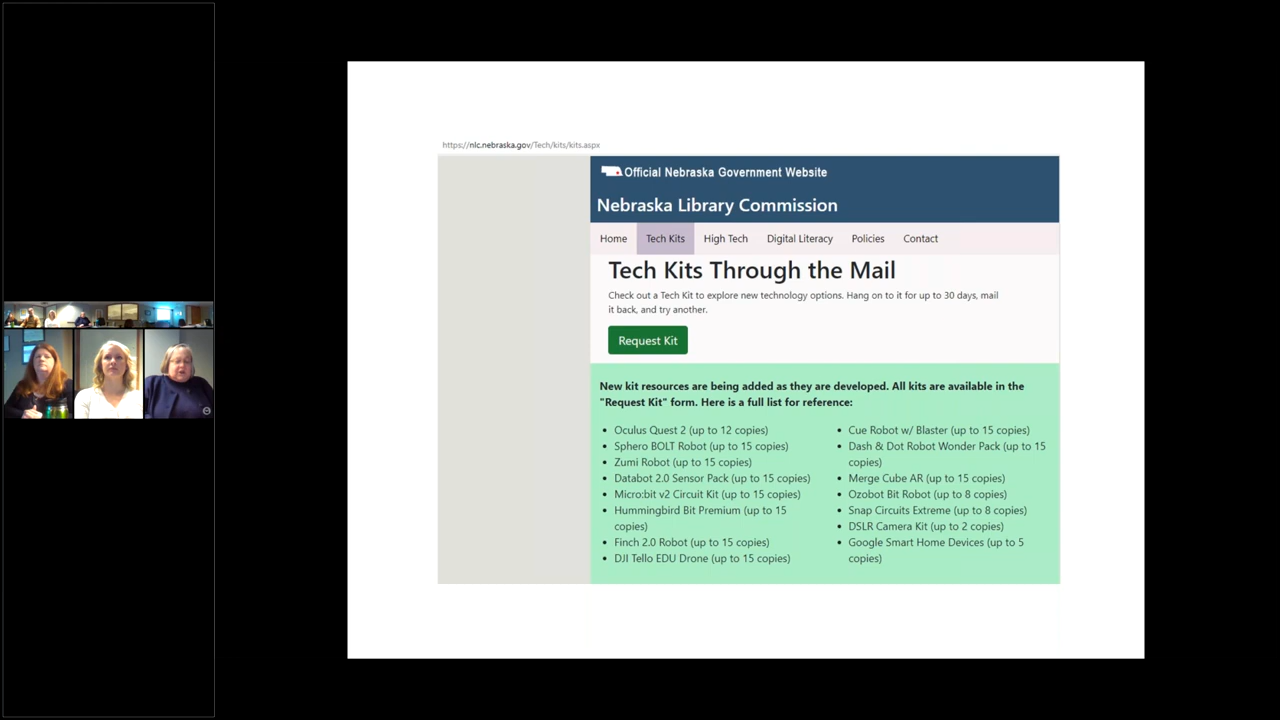 https://nlc.nebraska.gov/Tech/kits/kits.aspx
Official Nebraska Government Website
Nebraska Library Commission
Home Tech Kits High Tech Digital Literacy Policies Contact
Tech Kits Through the Mail
Check out a Tech Kit to explore new technology options. Hang on to it for up to 30 days, mail
it back, and try another.
Request Kit
New kit resources are being added as they are developed. All kits are available in the
"Request Kit" form. Here is a full list for reference:
Oculus Quest 2 (up to 12 copies)
Sphero BOLT Robot (up to 15 copies)
Zumi Robot (up to 15 copies)
Databot 2.0 Sensor Pack (up to 15 copies)
Micro:bit v2 Circuit Kit (up to 15 copies)
Hummingbird Bit Premium (up to 15
copies)
Finch 2.0 Robot (up to 15 copies)
DJI Tello EDU Drone (up to 15 copies)
Cue Robot w/ Blaster (up to 15 copies)
Dash & Dot Robot Wonder Pack (up to 15
copies)
Merge Cube AR (up to 15 copies)
Ozobot Bit Robot (up to 8 copies)
Snap Circuits Extreme (up to 8 copies)
DSLR Camera Kit (up to 2 copies)
Google Smart Home Devices (up to 5
copies)